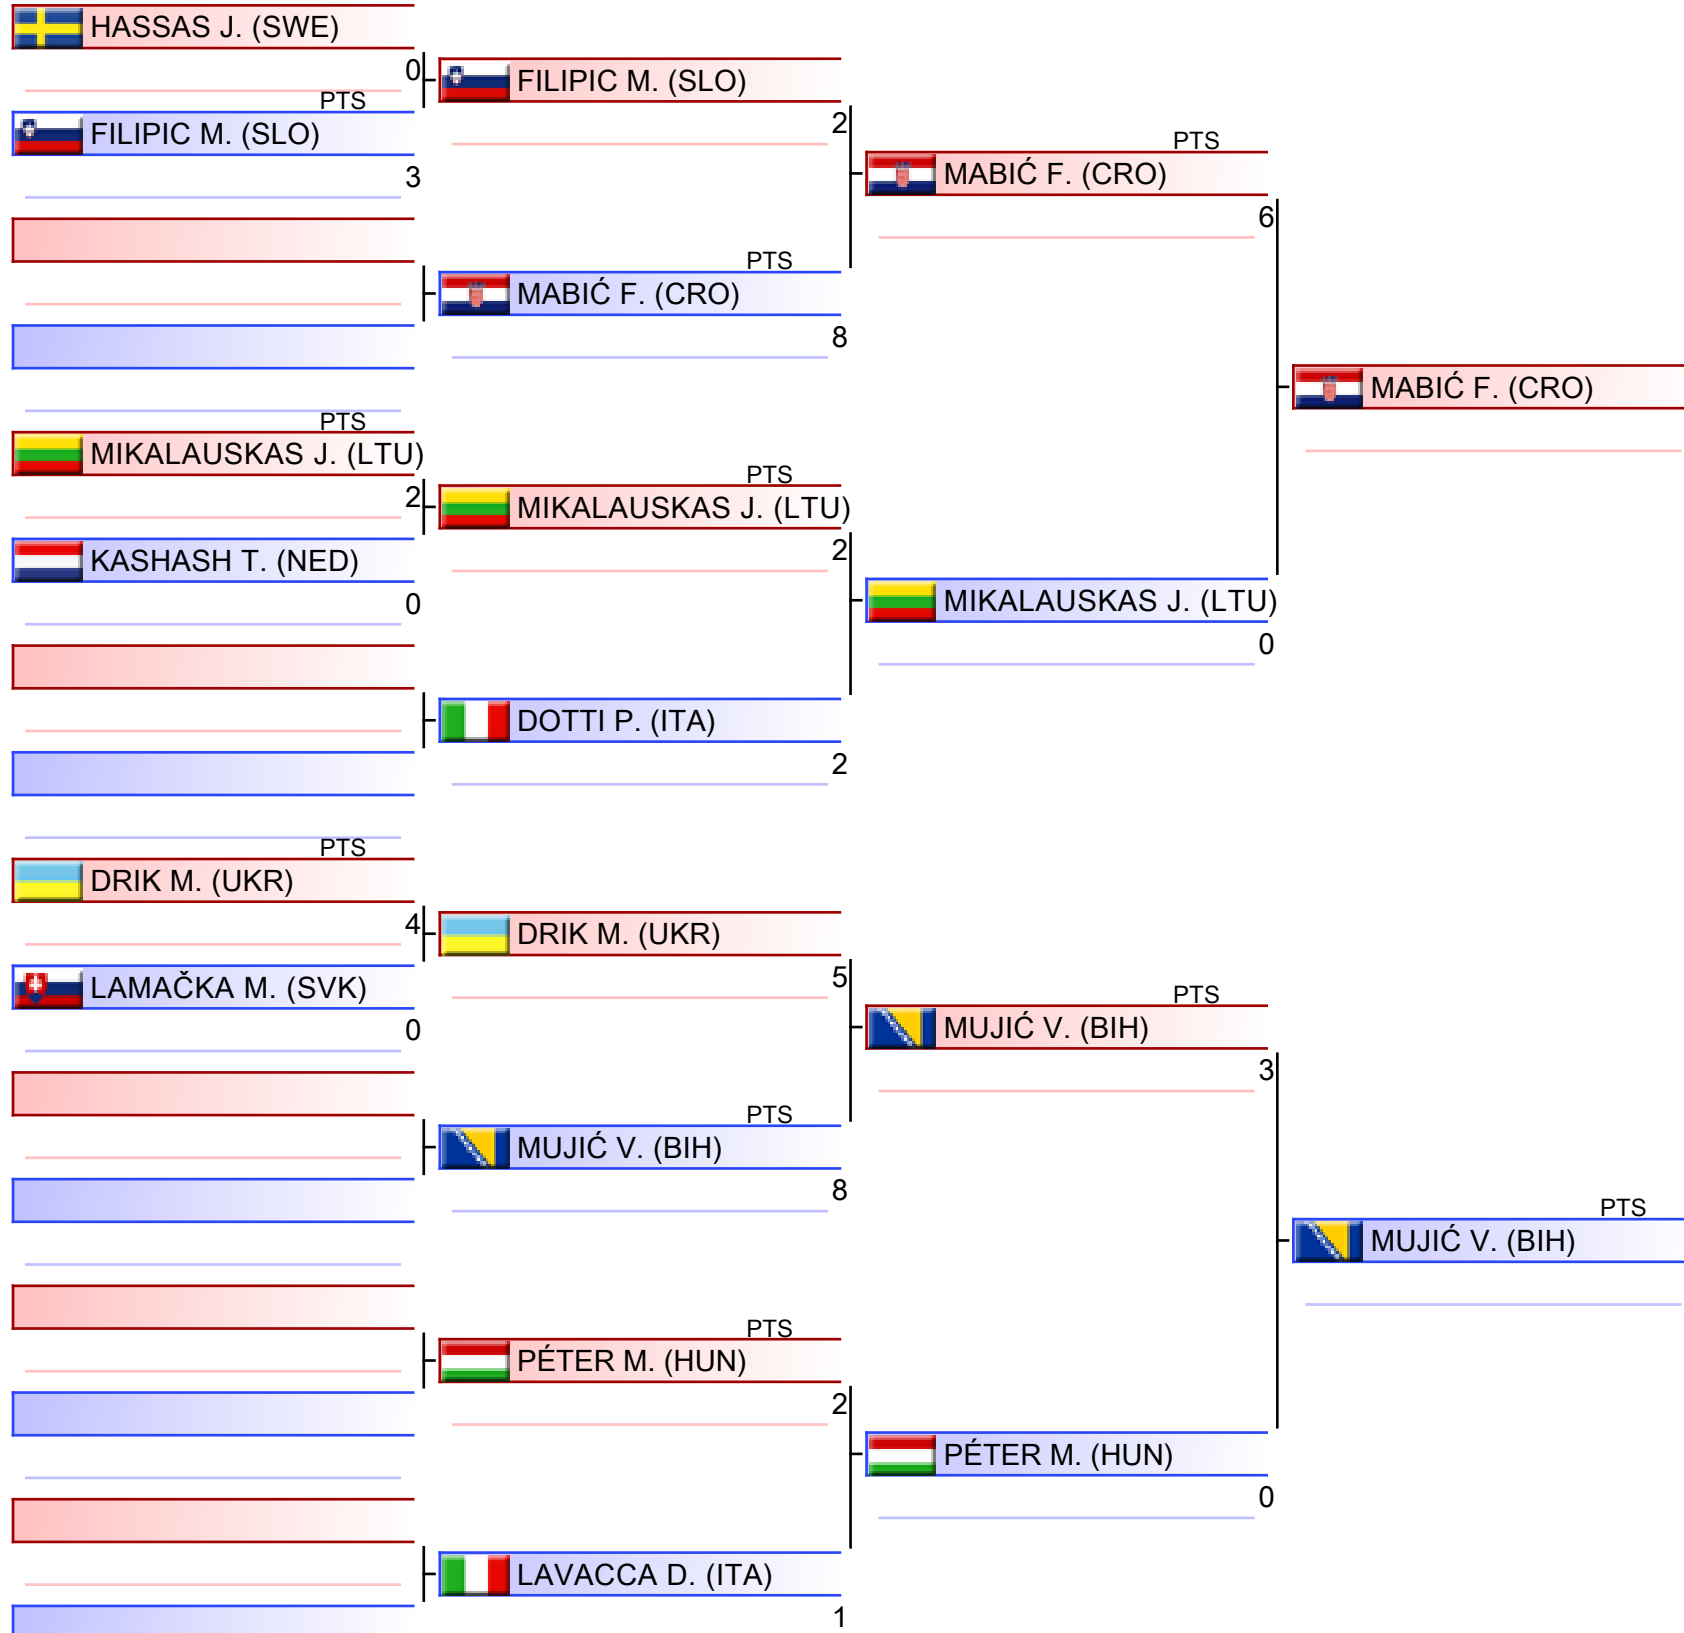 HASSAS J. (SWE)
0
PTS
FILIPIC M. (SLO)
3
MIKALAUSKAS J. (LTU)
PTS
2
KASHASH T. (NED)
0
PTS
DRIK M. (UKR)
4
LAMAČKA M. (SVK)
0
FILIPIC M. (SLO)
2
PTS
MABIĆ F. (CRO)
8
PTS
MIKALAUSKAS J. (LTU)
2
DOTTI P. (ITA)
2
DRIK M. (UKR)
5
PTS
MUJIĆ V. (BIH)
8
PTS
PÉTER M. (HUN)
2
LAVACCA D. (ITA)
1
PTS
MABIĆ F. (CRO)
6
MIKALAUSKAS J. (LTU)
0
PTS
MUJIĆ V. (BIH)
3
PÉTER M. (HUN)
0
MABIĆ F. (CRO)
PTS
MUJIĆ V. (BIH)